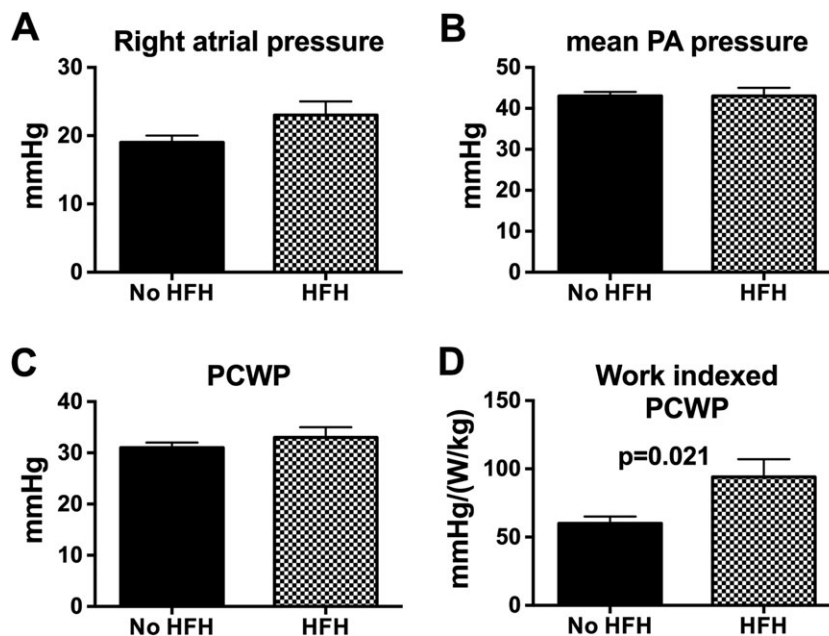 A
Right atrial pressure
mmHg
30
20
10
0
No HFH
HFH
B
mean PA pressure
mmHg
50
40
30
20
10
0
No HFH
HFH
C
PCWP
mmHg
40
30
20
10
0
No HFH
HFH
D
Work indexed
PCWP
mmHg/(W/kg)
150
100
50
0
p=0.021
No HFH
HFH